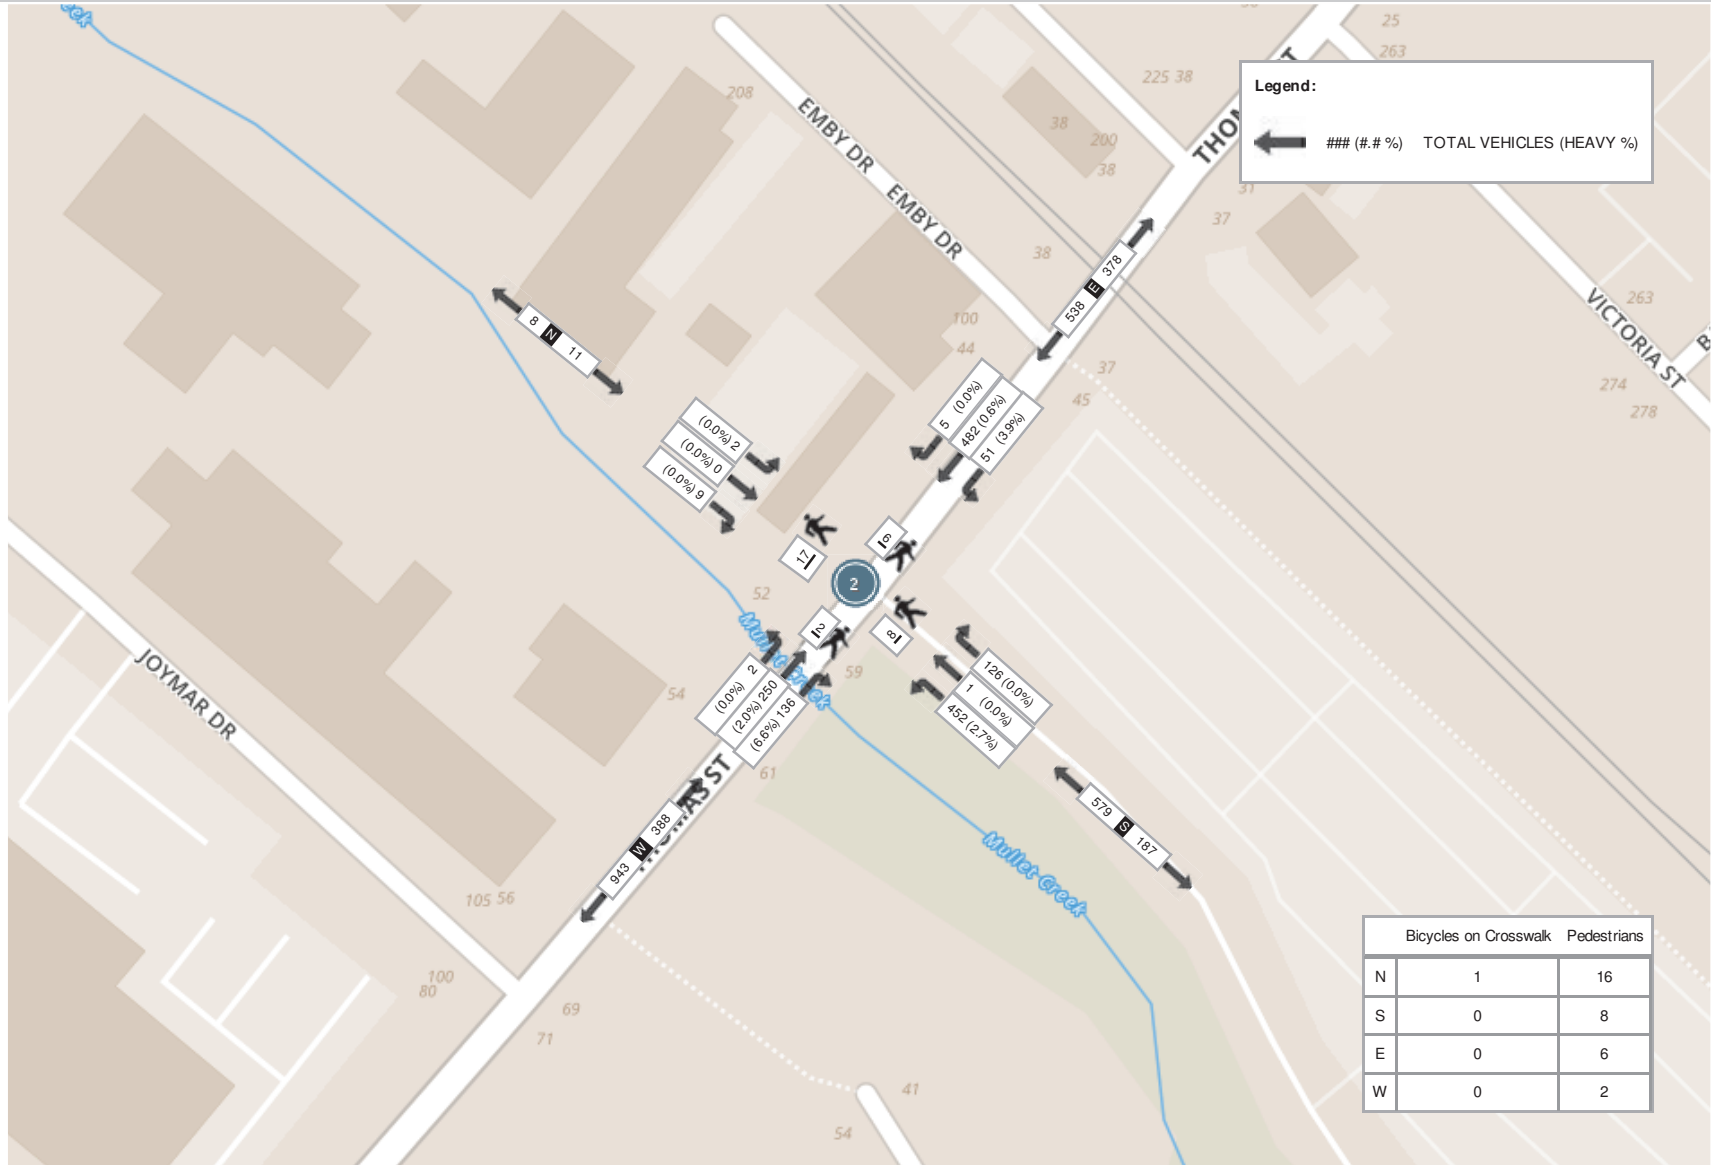 eek
25
263
225 38
208
EMBY DR
EMBY DR
38
200
38
THO
T
Legend:
### (#.# %) TOTAL VEHICLES (HEAVY %)
31
37
38
538 E 378
263
VICTORIA ST
B
274
278
100
44
37
45
8 N 11
5 (0.0%)
482 (0.6%)
51 (3.9%)
(0.0%) 2
(0.0%) 0
(0.0%) 9
17
6
2
52
2
8
Mullet Creek
59
54
61
JOYMAR DR
(0.0%) 2
(2.0%) 250
(6.6%) 136
126 (0.0%)
1 (0.0%)
452 (2.7%)
THOMAS ST
943 W 388
579 S 187
Mullet Creek
105 56
100
80
69
71
41
54
Bicycles on Crosswalk Pedestrians
N 1 16
S 0 8
E 0 6
W 0 2